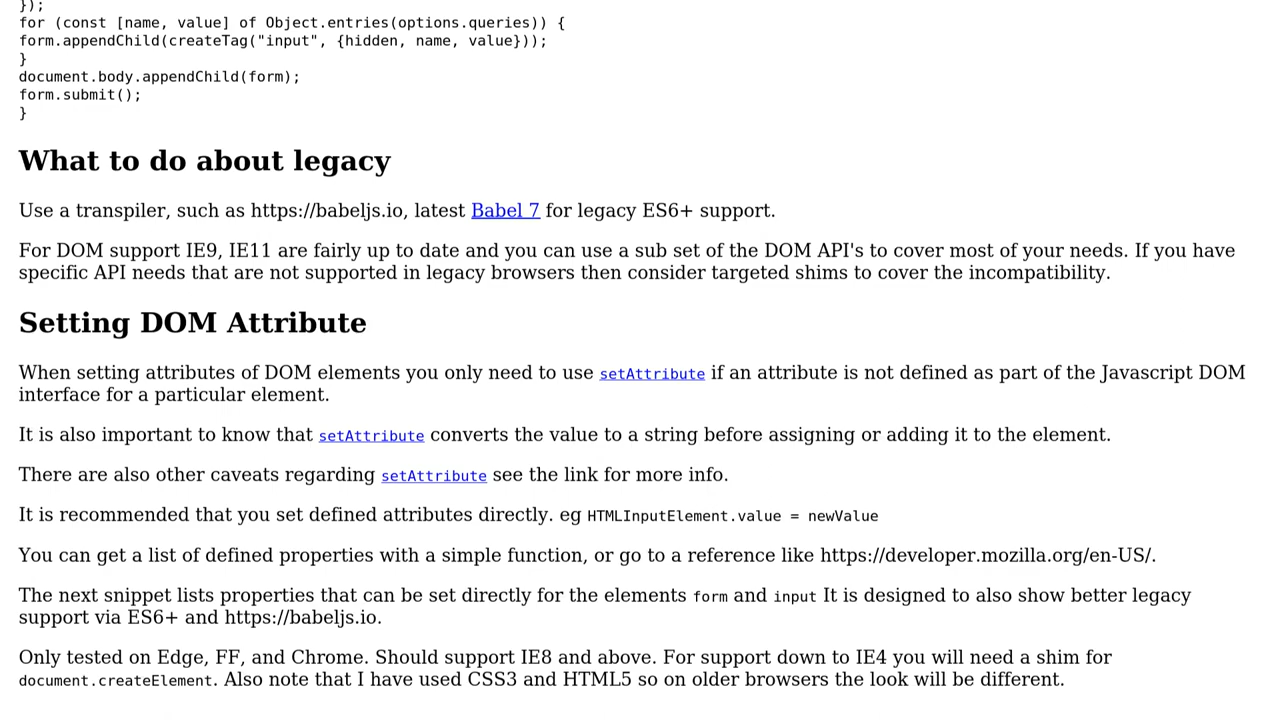 });
for (const [name, value] of Object.entries(options.queries)) {
form.appendChild(createTag("input", {hidden, name, value}));
}
document.body.appendChild(form);
form.submit();
}
What to do about legacy
Use a transpiler, such as https://babeljs.io, latest Babel 7 for legacy ES6+ support.
For DOM support IE9, IE11 are fairly up to date and you can use a sub set of the DOM API's to cover most of your needs. If you have
specific API needs that are not supported in legacy browsers then consider targeted shims to cover the incompatibility.
Setting DOM Attribute
When setting attributes of DOM elements you only need to use setAttribute if an attribute is not defined as part of the Javascript DOM
interface for a particular element.
It is also important to know that setAttribute converts the value to a string before assigning or adding it to the element.
There are also other caveats regarding setAttribute see the link for more info.
It is recommended that you set defined attributes directly. eg HTMLInputElement.value = newValue
You can get a list of defined properties with a simple function, or go to a reference like https://developer.mozilla.org/en-US/.
The next snippet lists properties that can be set directly for the elements form and input It is designed to also show better legacy
support via ES6+ and https://babeljs.io.
Only tested on Edge, FF, and Chrome. Should support IE8 and above. For support down to IE4 you will need a shim for
document.createElement. Also note that I have used CSS3 and HTML5 so on older browsers the look will be different.